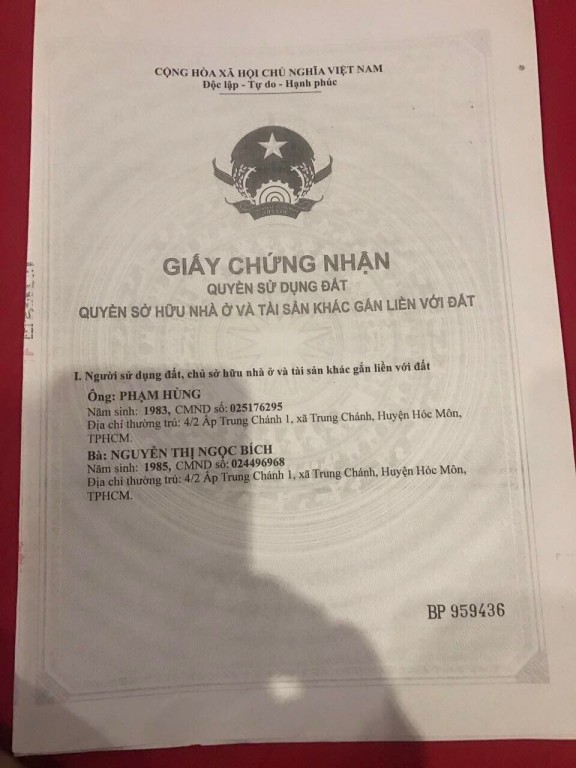 CỘNG HÒA XÃ HỘI CHỦ NGHĨA VIỆT NAM
Độc lập - Tự do - Hạnh phúc
GIẤY CHỨNG NHẬN
QUYỀN SỬ DỤNG ĐẤT
QUYỀN SỞ HỮU NHÀ Ở VÀ TÀI SẢN KHÁC GẮN LIỀN VỚI ĐẤT
I. Người sử dụng đất, chủ sở hữu nhà ở và tài sản khác gắn liền với đất
Ông: PHẠM HÙNG
Năm sinh: 1983, CMND số: 025176295
Địa chỉ thường trú: 4/2 Ấp Trung Chánh 1, xã Trung Chánh, Huyện Hóc Môn,
TPHCM.
Bà: NGUYỄN THỊ NGỌC BÍCH
Năm sinh: 1985, CMND số: 024496968
Địa chỉ thường trú: 4/2 Ấp Trung Chánh 1, xã Trung Chánh, Huyện Hóc Môn,
TPHCM.
BP 959436